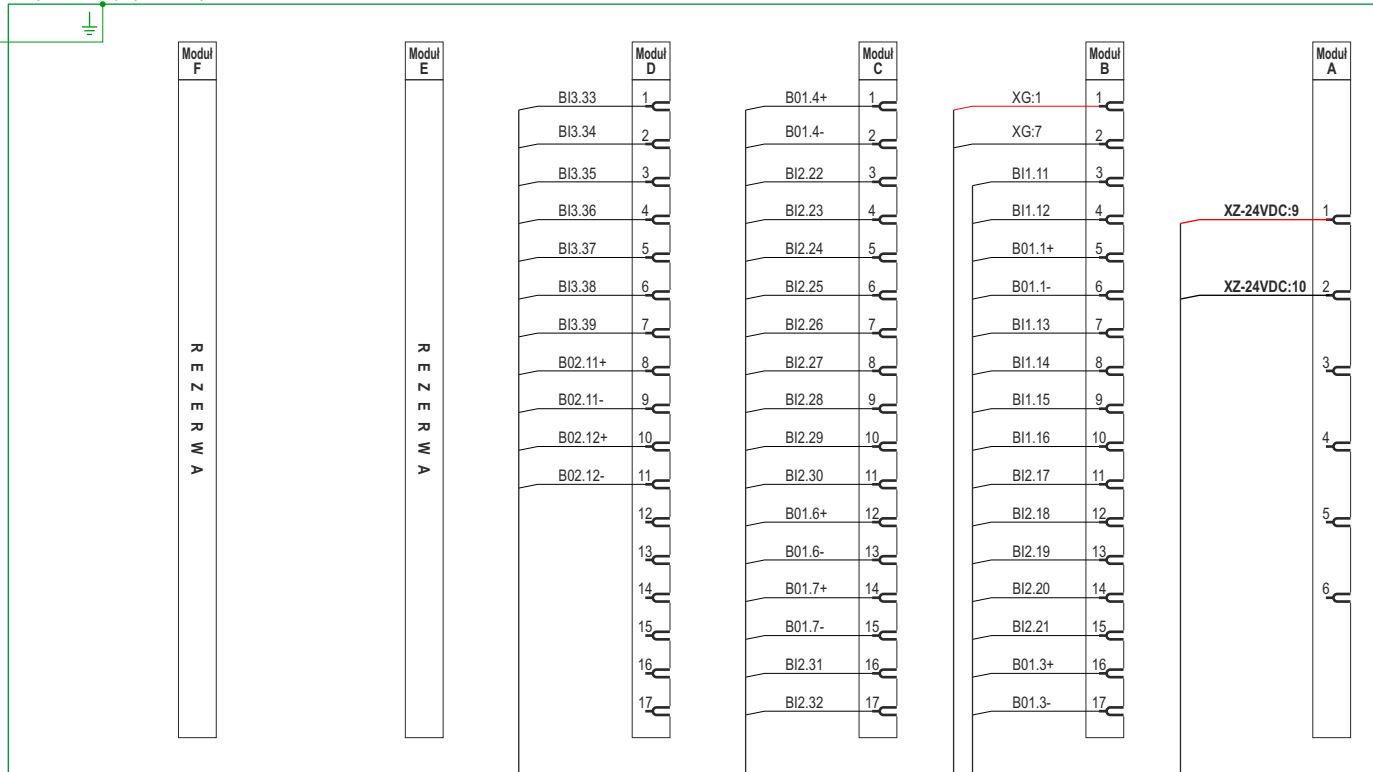 Moduł
F
R E Z E R W A
Moduł
E
R E Z E R W A
Moduł
D
BI3.33 1
BI3.34 2
BI3.35 3
BI3.36 4
BI3.37 5
BI3.38 6
BI3.39 7
B02.11+ 8
B02.11- 9
B02.12+ 10
B02.12- 11
12
13
14
15
16
17
Moduł
C
B01.4+ 1
B01.4- 2
BI2.22 3
BI2.23 4
BI2.24 5
BI2.25 6
BI2.26 7
BI2.27 8
BI2.28 9
BI2.29 10
BI2.30 11
B01.6+ 12
B01.6- 13
B01.7+ 14
B01.7- 15
BI2.31 16
BI2.32 17
Moduł
B
XG:1 1
XG:7 2
BI1.11 3
BI1.12 4
B01.1+ 5
B01.1- 6
BI1.13 7
BI1.14 8
BI1.15 9
BI1.16 10
BI2.17 11
BI2.18 12
BI2.19 13
BI2.20 14
BI2.21 15
B01.3+ 16
B01.3- 17
Moduł
A
XZ-24VDC:9 1
XZ-24VDC:10 2
3
4
5
6